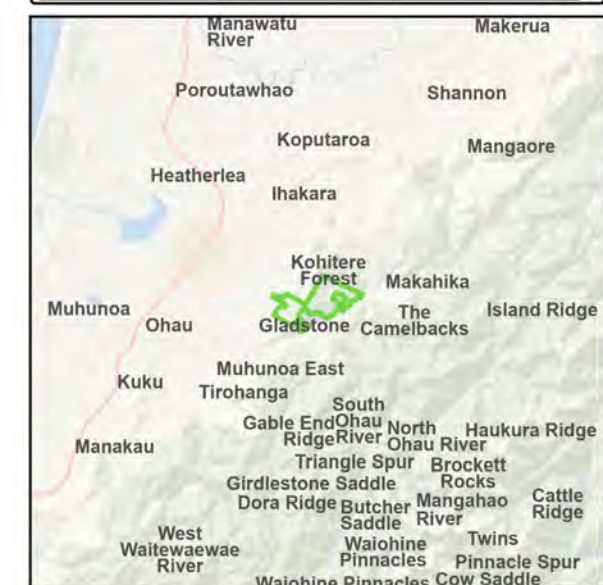 Manawatu
River
Makerua
Poroutawhao
Shannon
Koputaroa
Mangaore
Heatherlea
Ihakara
Kohitere
Forest
Makahika
Muhunoa
Ohau
Gladstone
The
Camelbacks
Island Ridge
Muhunoa East
Kuku
Tirohanga
South
Ohau
River
Gable End
Ridge
North
Ohau River
Haukura Ridge
Manakau
Triangle Spur
Brockett
Rocks
Girdlestone Saddle
Dora Ridge
Butcher
Saddle
Mangahao
River
Cattle
Ridge
West
Waitewaewae
River
Waiohine
Pinnacles
Twins
Pinnacle Spur
Waiohine Pinnacles
Cow Saddle